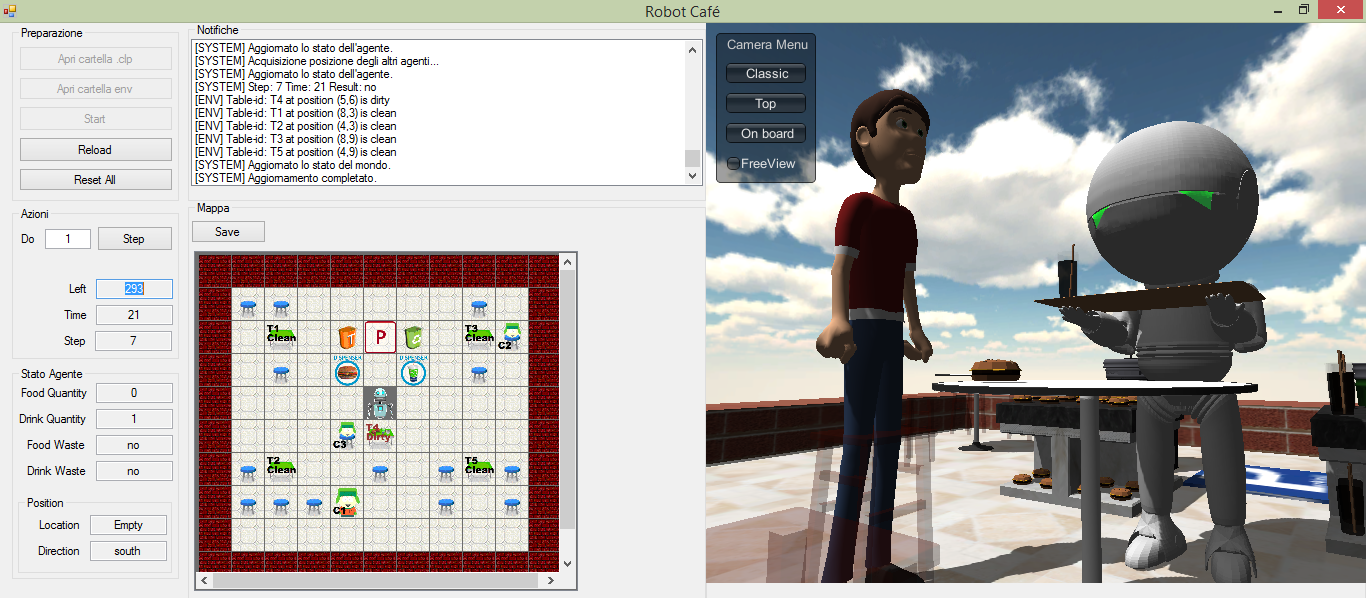 Robot Café
Preparazione
Apri cartella .clp
Apri cartella env
Start
Reload
Reset All
Azioni
Do 1 Step
Left 293
Time 21
Step 7
Stato Agente
Food Quantity 0
Drink Quantity 1
Food Waste no
Drink Waste no
Position
Location Empty
Direction south
Notifiche
[SYSTEM] Aggiornato lo stato dell'agente.
[SYSTEM] Acquisizione posizione degli altri agenti...
[SYSTEM] Aggiornato lo stato dell'agente.
[SYSTEM] Step: 7 Time: 21 Result: no
[ENV] Table-id: T4 at position (5,6) is dirty
[ENV] Table-id: T1 at position (8,3) is clean
[ENV] Table-id: T2 at position (4,3) is clean
[ENV] Table-id: T3 at position (8,9) is clean
[ENV] Table-id: T5 at position (4,9) is clean
[SYSTEM] Aggiornato lo stato del mondo.
[SYSTEM] Aggiornamento completato.
Mappa
Save
T1
Clean
P
T3
Clean
C2
DISPENSER
DISPENSER
C3
T4
Dirty
T2
Clean
T5
Clean
C1
Camera Menu
Classic
Top
On board
FreeView